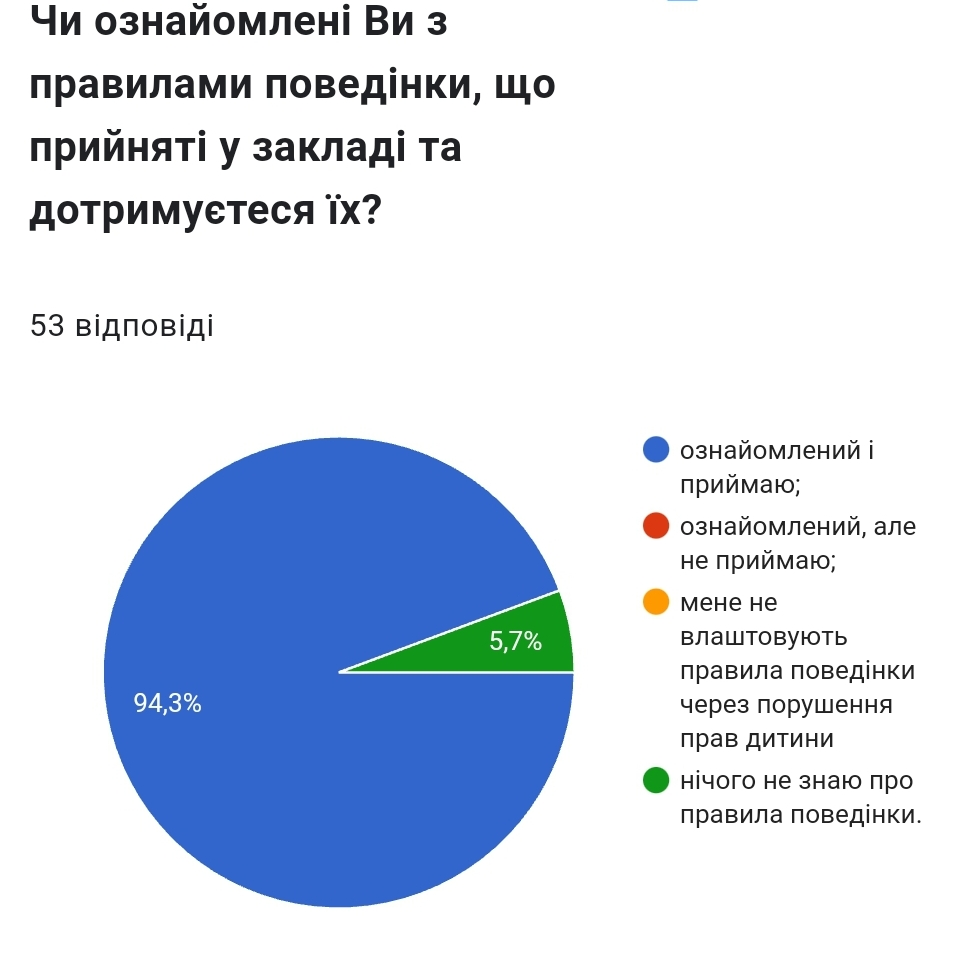 Чи ознайомлені Ви з
правилами поведінки, що
прийняті у закладі та
дотримуєтеся їх?
53 відповіді
94,3%
5,7%
ознайомлений і
приймаю;
ознайомлений, але
не приймаю;
мене не
влаштовують
правила поведінки
через порушення
прав дитини
нічого не знаю про
правила поведінки.